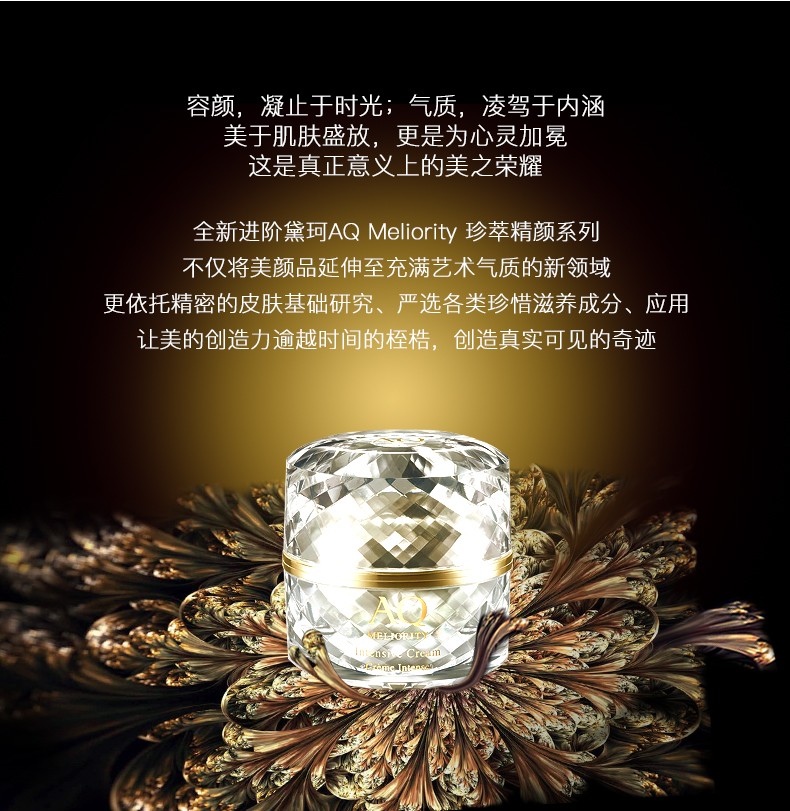 容颜，凝止于时光；气质，凌驾于内涵
美于肌肤盛放，更是为心灵加冕
这是真正意义上的美之荣耀
全新进阶黛珂AQ Meliority 珍萃精颜系列
不仅将美颜品延伸至充满艺术气质的新领域
更依托精密的皮肤基础研究、严选各类珍惜滋养成分、应用
让美的创造力逾越时间的桎梏，创造真实可见的奇迹
AQ
MELIORITY
Intensive Cream
Crème Intense